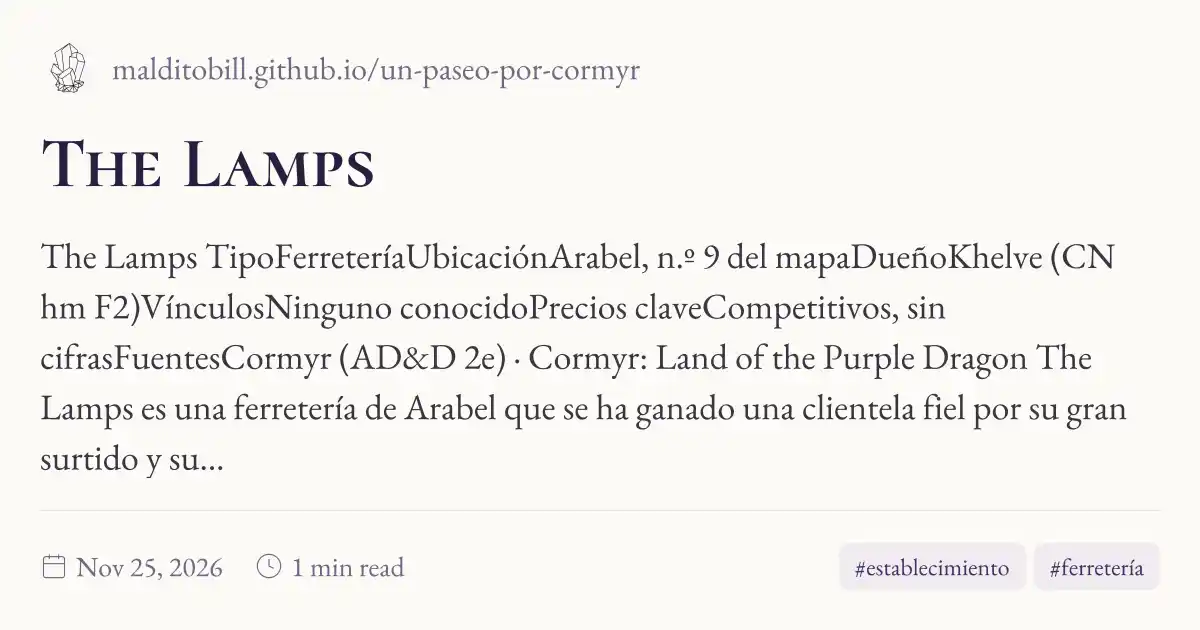 malditobill.github.io/un-paseo-por-cormyr
The Lamps
The Lamps TipoFerreteríaUbicaciónArabel, n.º 9 del mapaDueñoKhelve (CN
hm F2)VínculosNinguno conocidoPrecios claveCompetitivos, sin
cifrasFuentesCormyr (AD&D 2e) · Cormyr: Land of the Purple Dragon The
Lamps es una ferretería de Arabel que se ha ganado una clientela fiel por su gran
surtido y su...
Nov 25, 2026 1 min read #establecimiento #ferretería